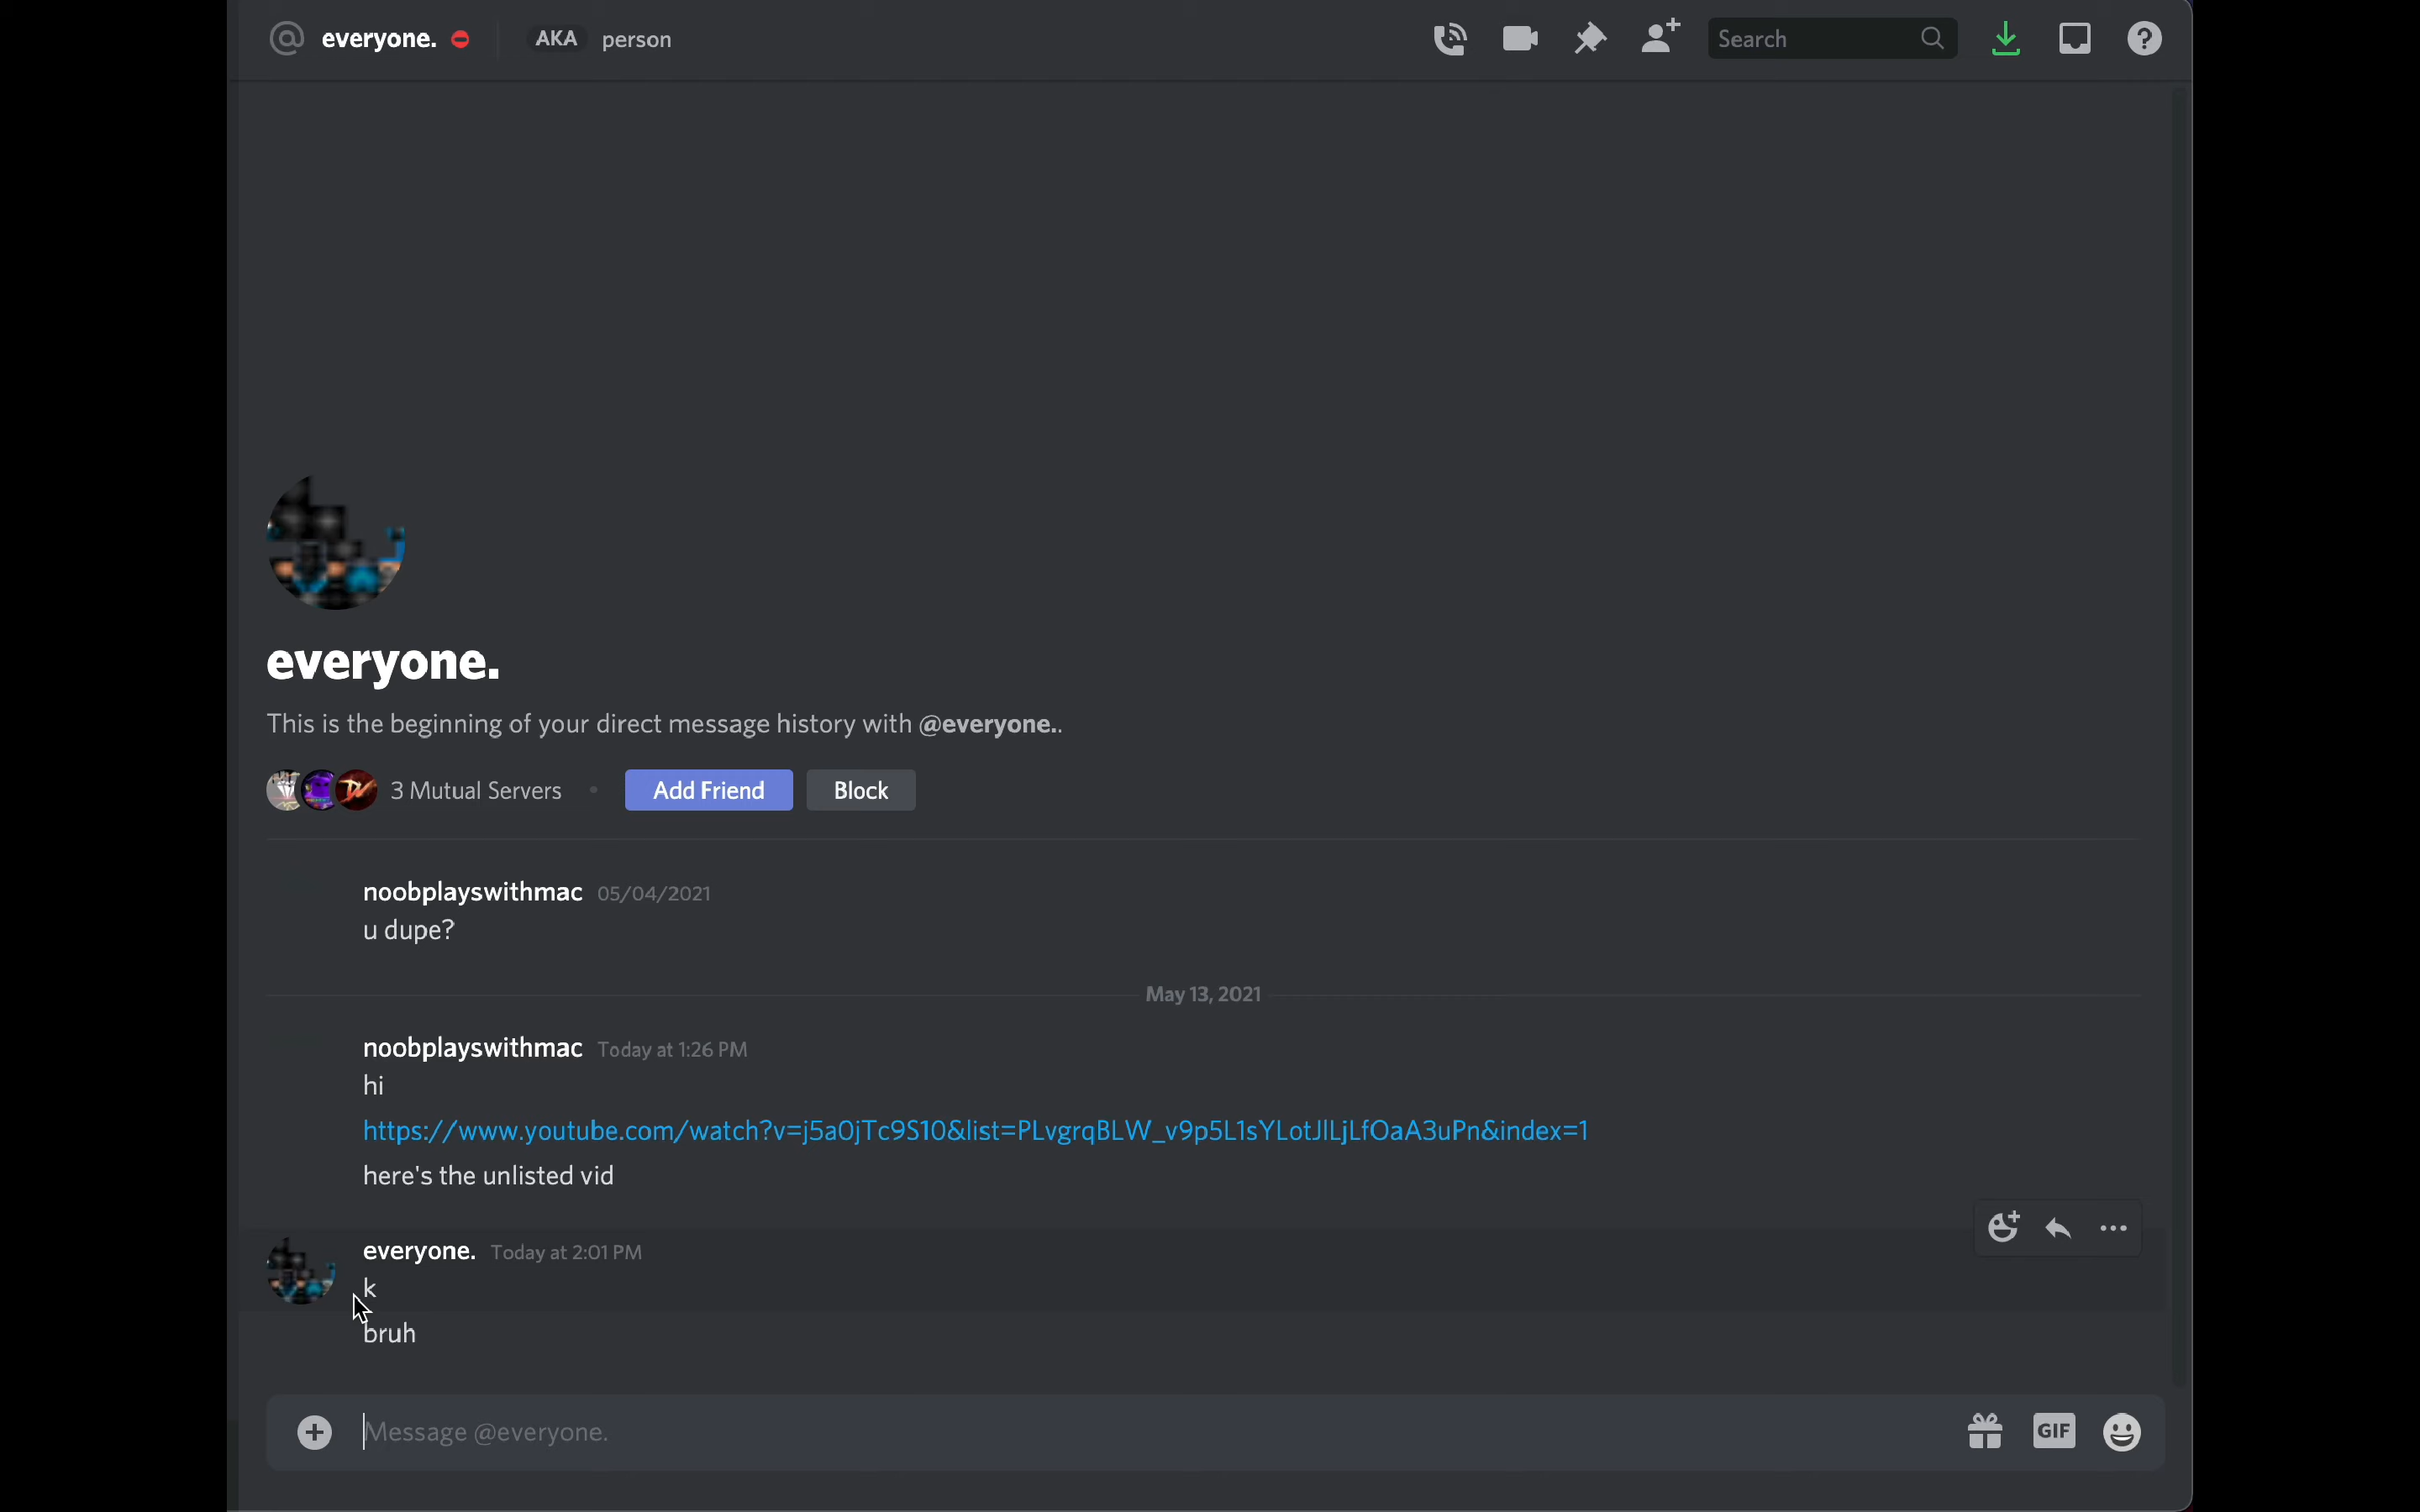 @ everyone. AKA person Search
everyone.
This is the beginning of your direct message history with @everyone..
3 Mutual Servers • Add Friend Block
noobplayswithmac 05/04/2021
u dupe?
May 13, 2021
noobplayswithmac Today at 1:26 PM
hi
https://www.youtube.com/watch?v=j5a0jTc9S10&list=PLvgrqBLW_v9p5L1sYLotJlLjLfOaA3uPn&index=1
here's the unlisted vid
everyone. Today at 2:01 PM
k
bruh
Message @everyone. GIF